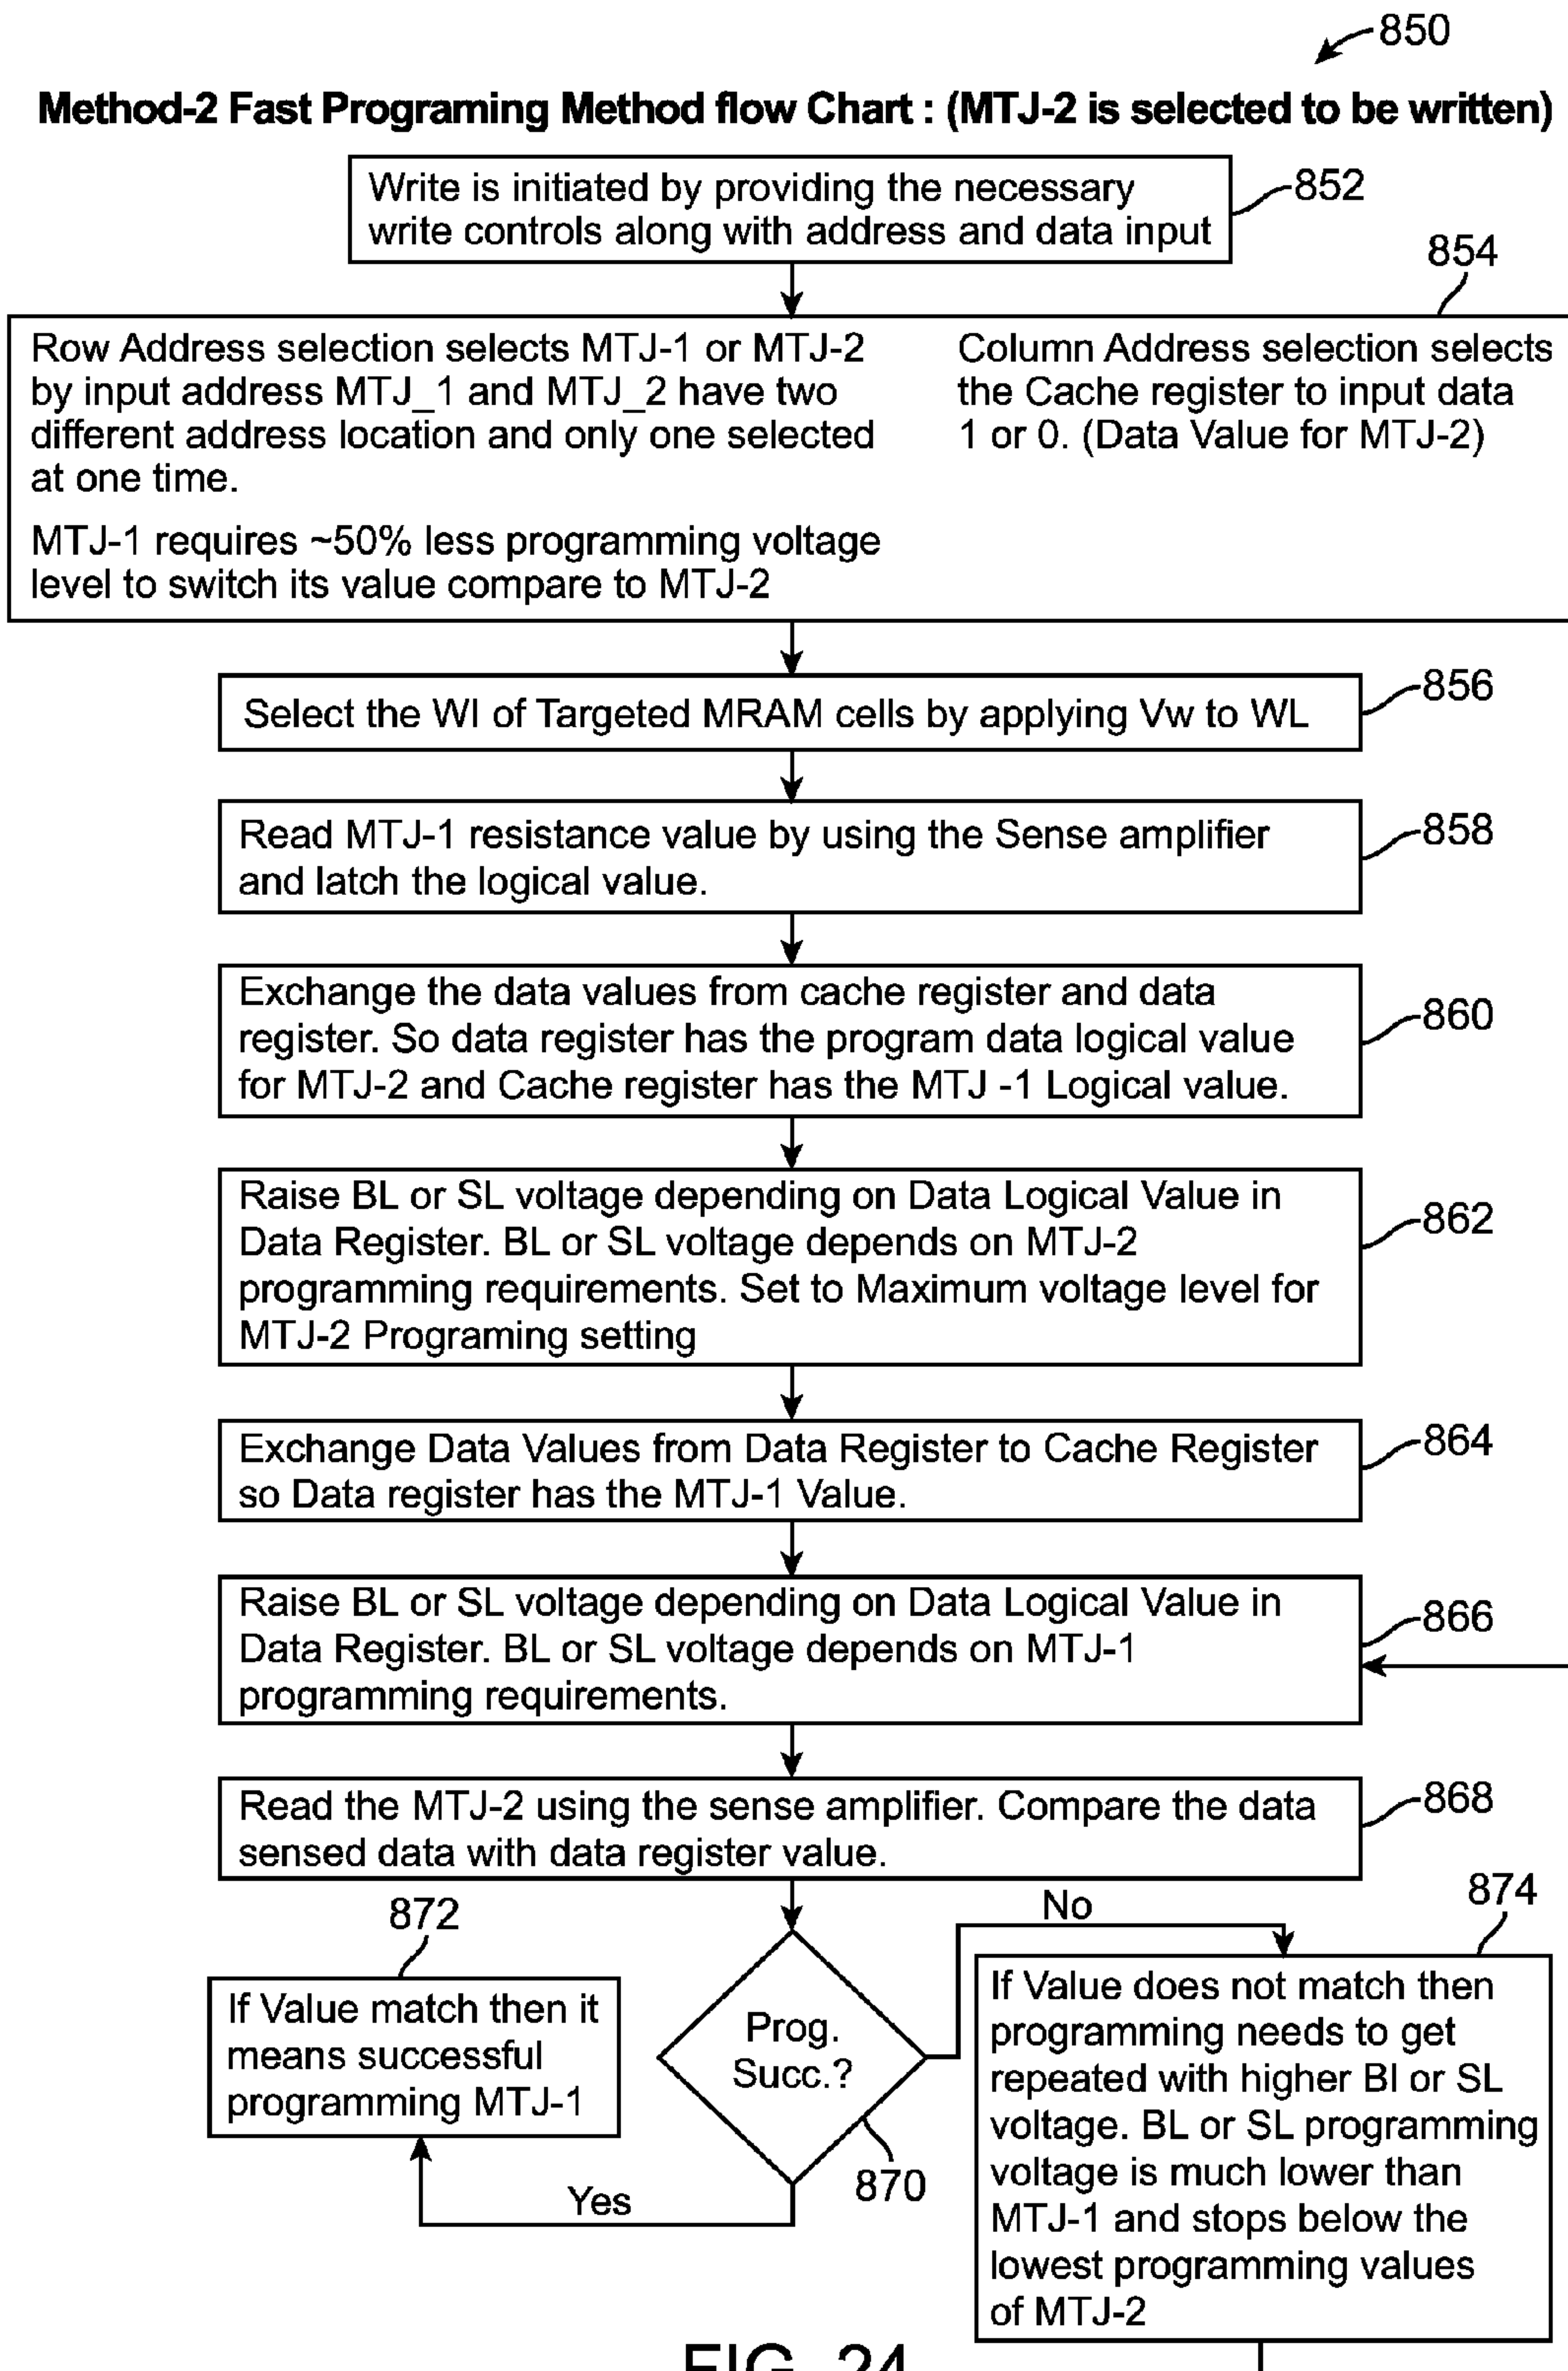 850
Method-2 Fast Programing Method flow Chart : (MTJ-2 is selected to be written)
Write is initiated by providing the necessary
write controls along with address and data input
852
854
Row Address selection selects MTJ-1 or MTJ-2
by input address MTJ_1 and MTJ_2 have two
different address location and only one selected
at one time.
MTJ-1 requires ~50% less programming voltage
level to switch its value compare to MTJ-2
Column Address selection selects
the Cache register to input data
1 or 0. (Data Value for MTJ-2)
Select the Wl of Targeted MRAM cells by applying Vw to WL
856
Read MTJ-1 resistance value by using the Sense amplifier
and latch the logical value.
858
Exchange the data values from cache register and data
register. So data register has the program data logical value
for MTJ-2 and Cache register has the MTJ -1 Logical value.
860
Raise BL or SL voltage depending on Data Logical Value in
Data Register. BL or SL voltage depends on MTJ-2
programming requirements. Set to Maximum voltage level for
MTJ-2 Programing setting
862
Exchange Data Values from Data Register to Cache Register
so Data register has the MTJ-1 Value.
864
Raise BL or SL voltage depending on Data Logical Value in
Data Register. BL or SL voltage depends on MTJ-1
programming requirements.
866
Read the MTJ-2 using the sense amplifier. Compare the data
sensed data with data register value.
868
872
If Value match then it
means successful
programming MTJ-1
Prog.
Succ.?
870
Yes
No
874
If Value does not match then
programming needs to get
repeated with higher Bl or SL
voltage. BL or SL programming
voltage is much lower than
MTJ-1 and stops below the
lowest programming values
of MTJ-2
FIG. 24